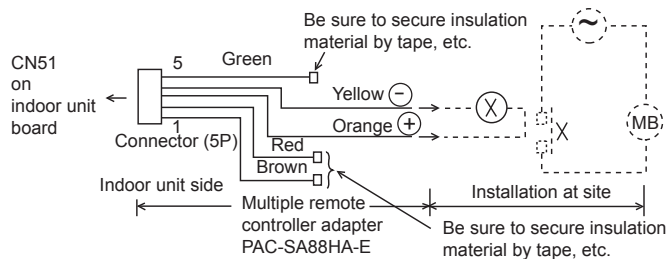 Be sure to secure insulation
material by tape, etc.
CN51
on
indoor unit
board
5
Green
Yellow ⊖
Orange ⊕
X
~
X
MB
1
Connector (5P)
Red
Brown
Indoor unit side
Multiple remote
controller adapter
PAC-SA88HA-E
Installation at site
Be sure to secure insulation
material by tape, etc.